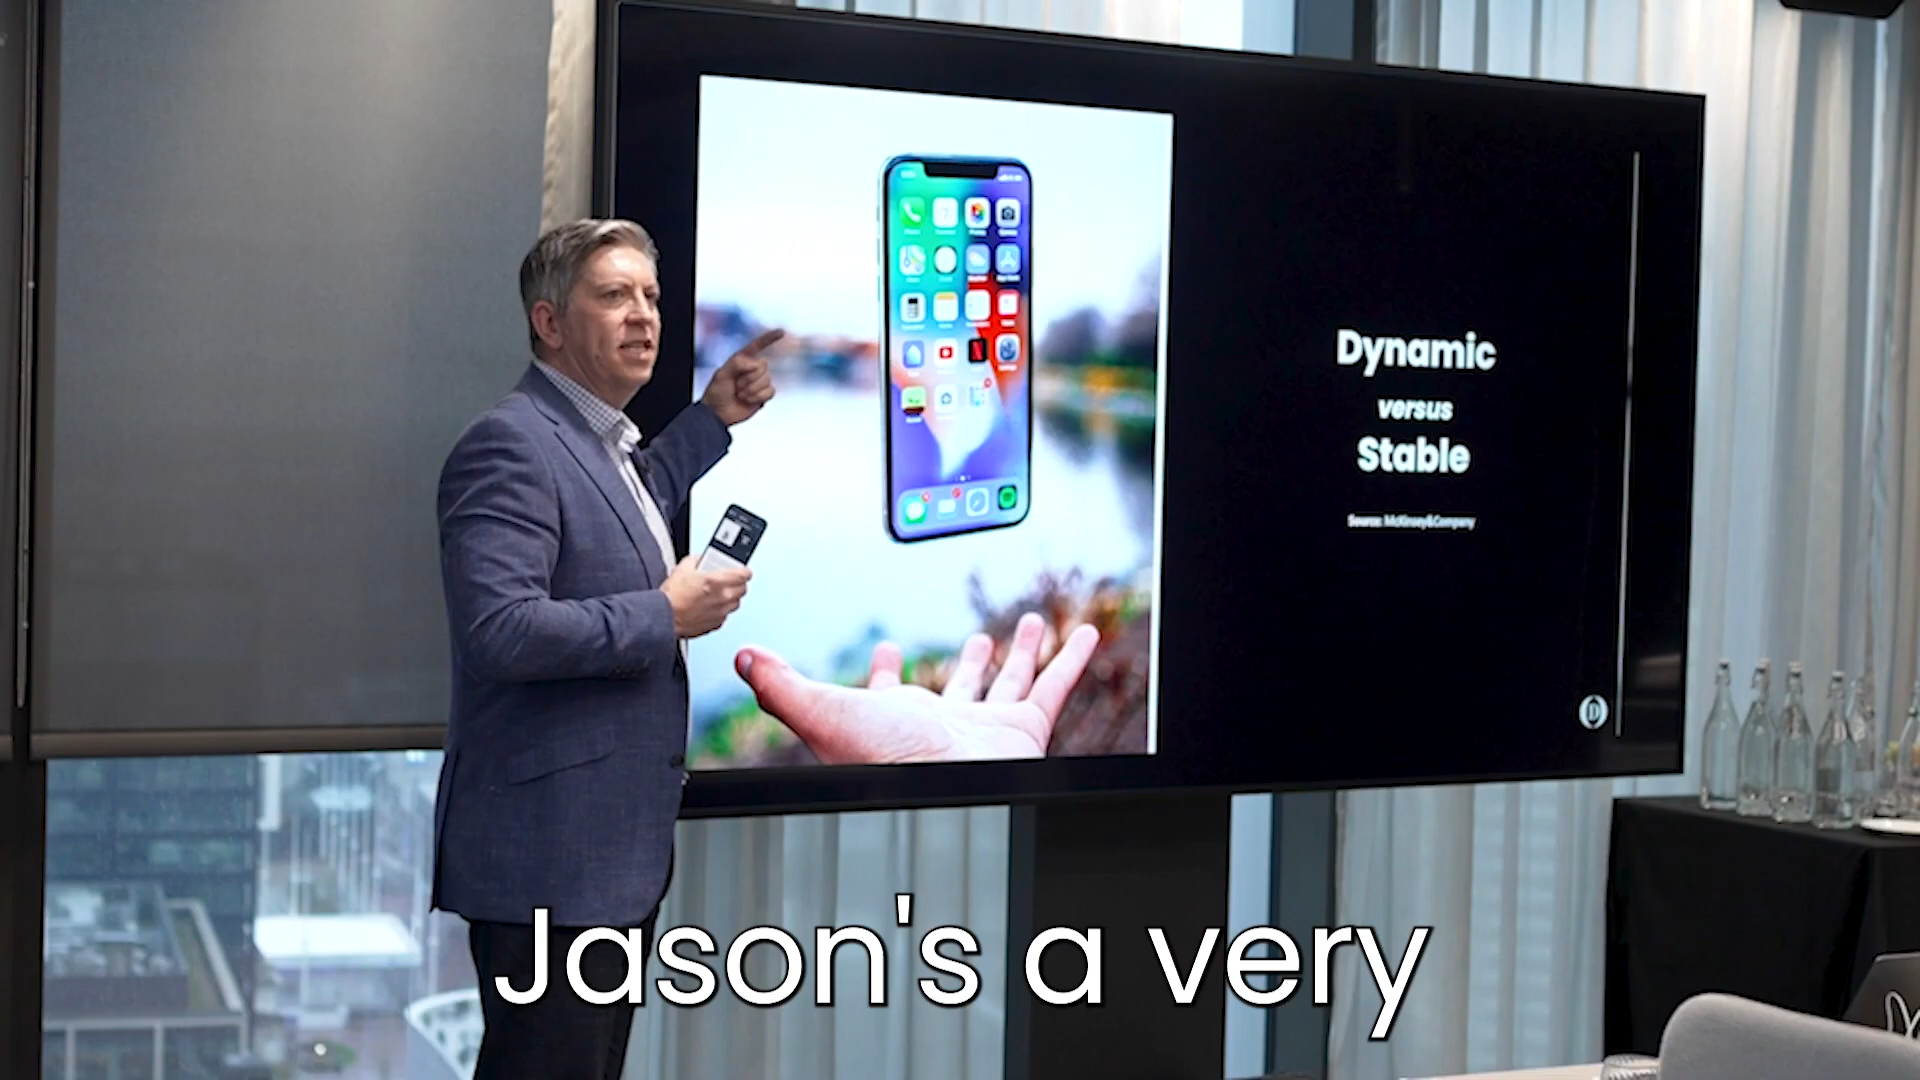 Dynamic
versus
Stable
Source: McKinsey&Company
D
Jason's a very